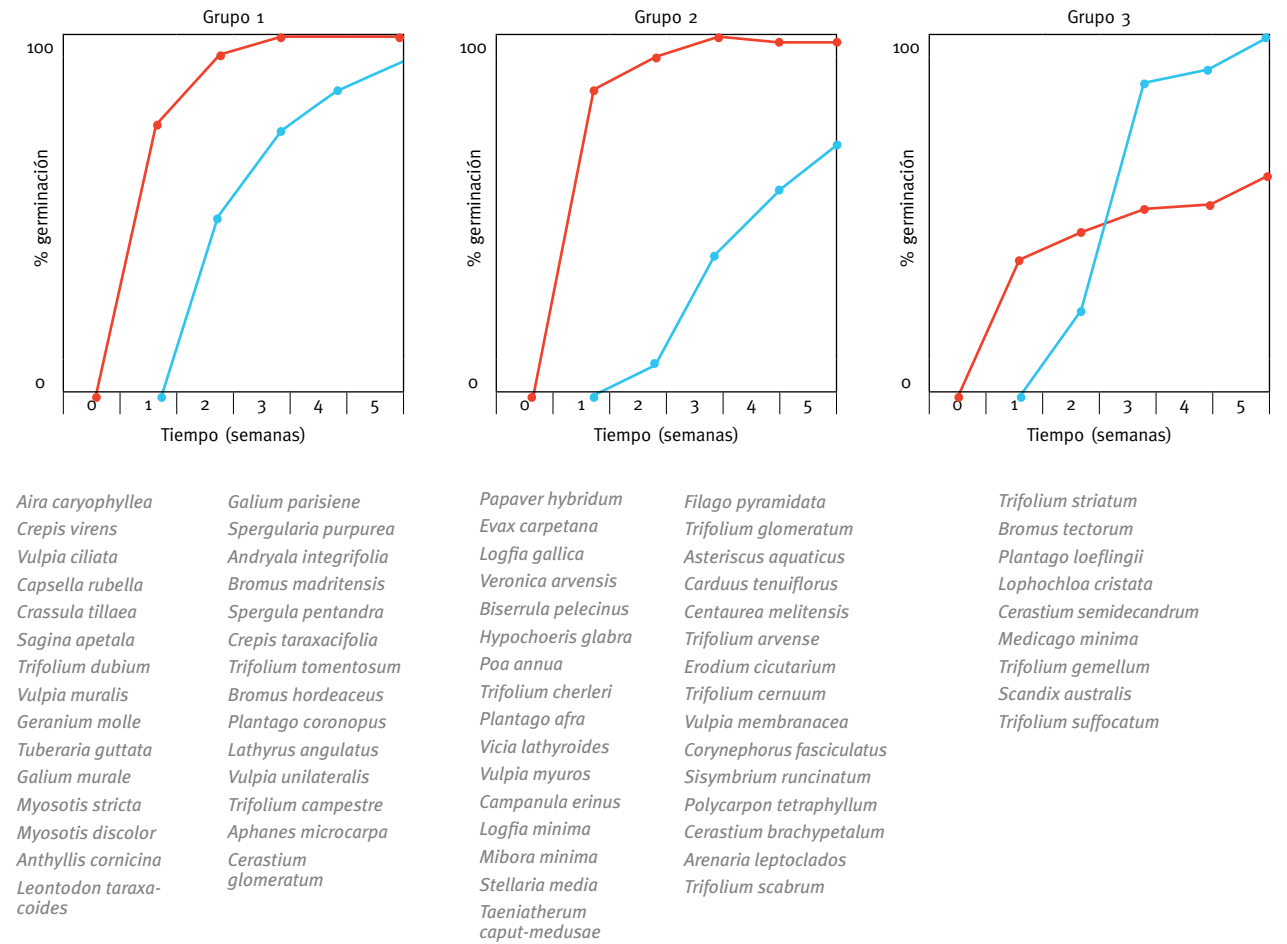 Grupo 1
100
% germinación
0
0 1 2 3 4 5
Tiempo (semanas)
Grupo 2
100
% germinación
0
0 1 2 3 4 5
Tiempo (semanas)
Grupo 3
100
% germinación
0
0 1 2 3 4 5
Tiempo (semanas)
Aira caryophyllea
Crepis virens
Vulpia ciliata
Capsella rubella
Crassula tillaea
Sagina apetala
Trifolium dubium
Vulpia muralis
Geranium molle
Tuberaria guttata
Galium murale
Myosotis stricta
Myosotis discolor
Anthyllis cornicina
Leontodon taraxa-
coides
Galium parisiene
Spergularia purpurea
Andryala integrifolia
Bromus madritensis
Spergula pentandra
Crepis taraxacifolia
Trifolium tomentosum
Bromus hordeaceus
Plantago coronopus
Lathyrus angulatus
Vulpia unilateralis
Trifolium campestre
Aphanes microcarpa
Cerastium
glomeratum
Papaver hybridum
Evax carpetana
Logfia gallica
Veronica arvensis
Biserrula pelecinus
Hypochoeris glabra
Poa annua
Trifolium cherleri
Plantago afra
Vicia lathyroides
Vulpia myuros
Campanula erinus
Logfia minima
Mibora minima
Stellaria media
Taeniatherum
caput-medusae
Filago pyramidata
Trifolium glomeratum
Asteriscus aquaticus
Carduus tenuiflorus
Centaurea melitensis
Trifolium arvense
Erodium cicutarium
Trifolium cernuum
Vulpia membranacea
Corynephorus fasciculatus
Sisymbrium runcinatum
Polycarpon tetraphyllum
Cerastium brachypetalum
Arenaria leptoclados
Trifolium scabrum
Trifolium striatum
Bromus tectorum
Plantago loeflingii
Lophochloa cristata
Cerastium semidecandrum
Medicago minima
Trifolium gemellum
Scandix australis
Trifolium suffocatum